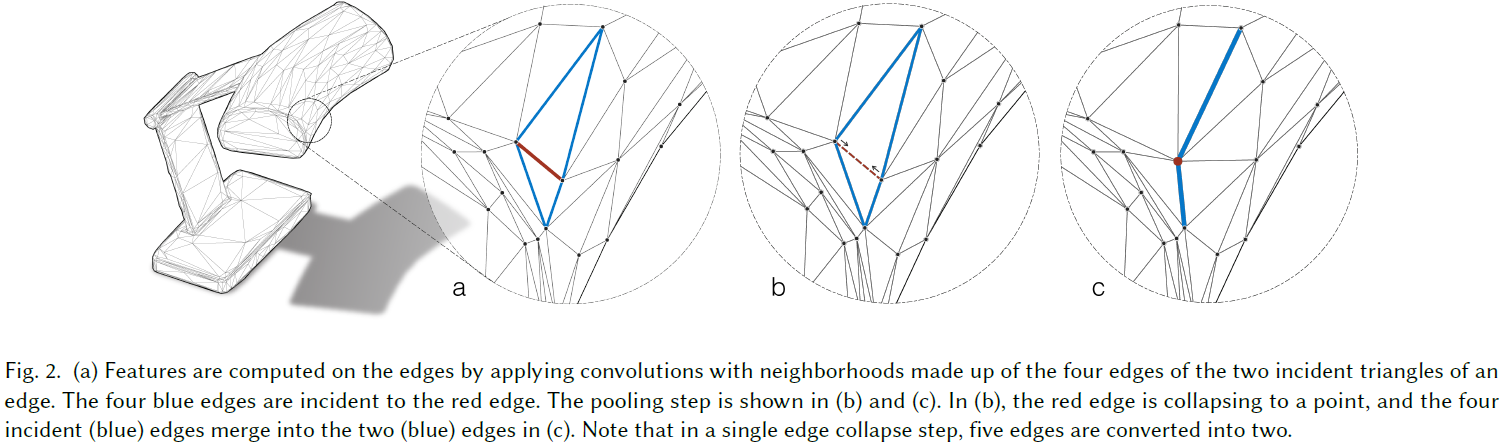 a
b
c
Fig. 2. (a) Features are computed on the edges by applying convolutions with neighborhoods made up of the four edges of the two incident triangles of an
edge. The four blue edges are incident to the red edge. The pooling step is shown in (b) and (c). In (b), the red edge is collapsing to a point, and the four
incident (blue) edges merge into the two (blue) edges in (c). Note that in a single edge collapse step, five edges are converted into two.